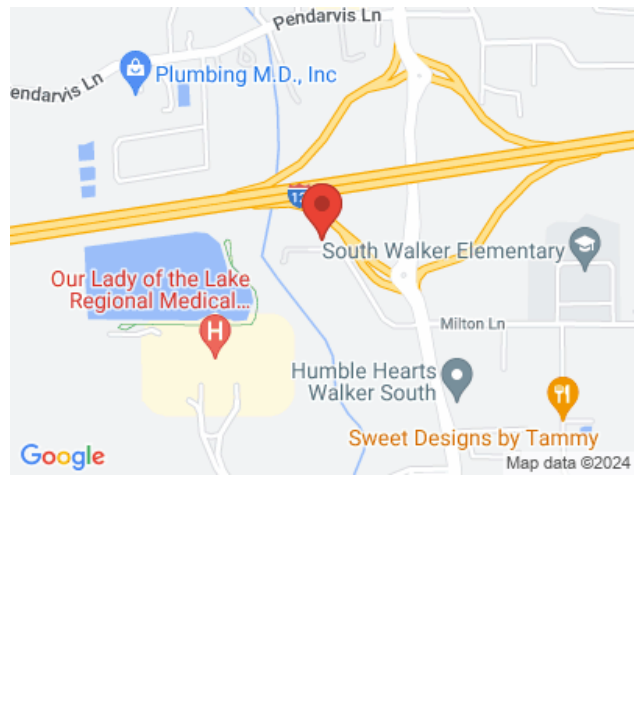 Pendarvis Ln
endarvis Ln
Plumbing M.D., Inc
South Walker Elementary
Our Lady of the Lake
Regional Medical...
H
Milton Ln
Humble Hearts
Walker South
Sweet Designs by Tammy
Google
Map data ©2024